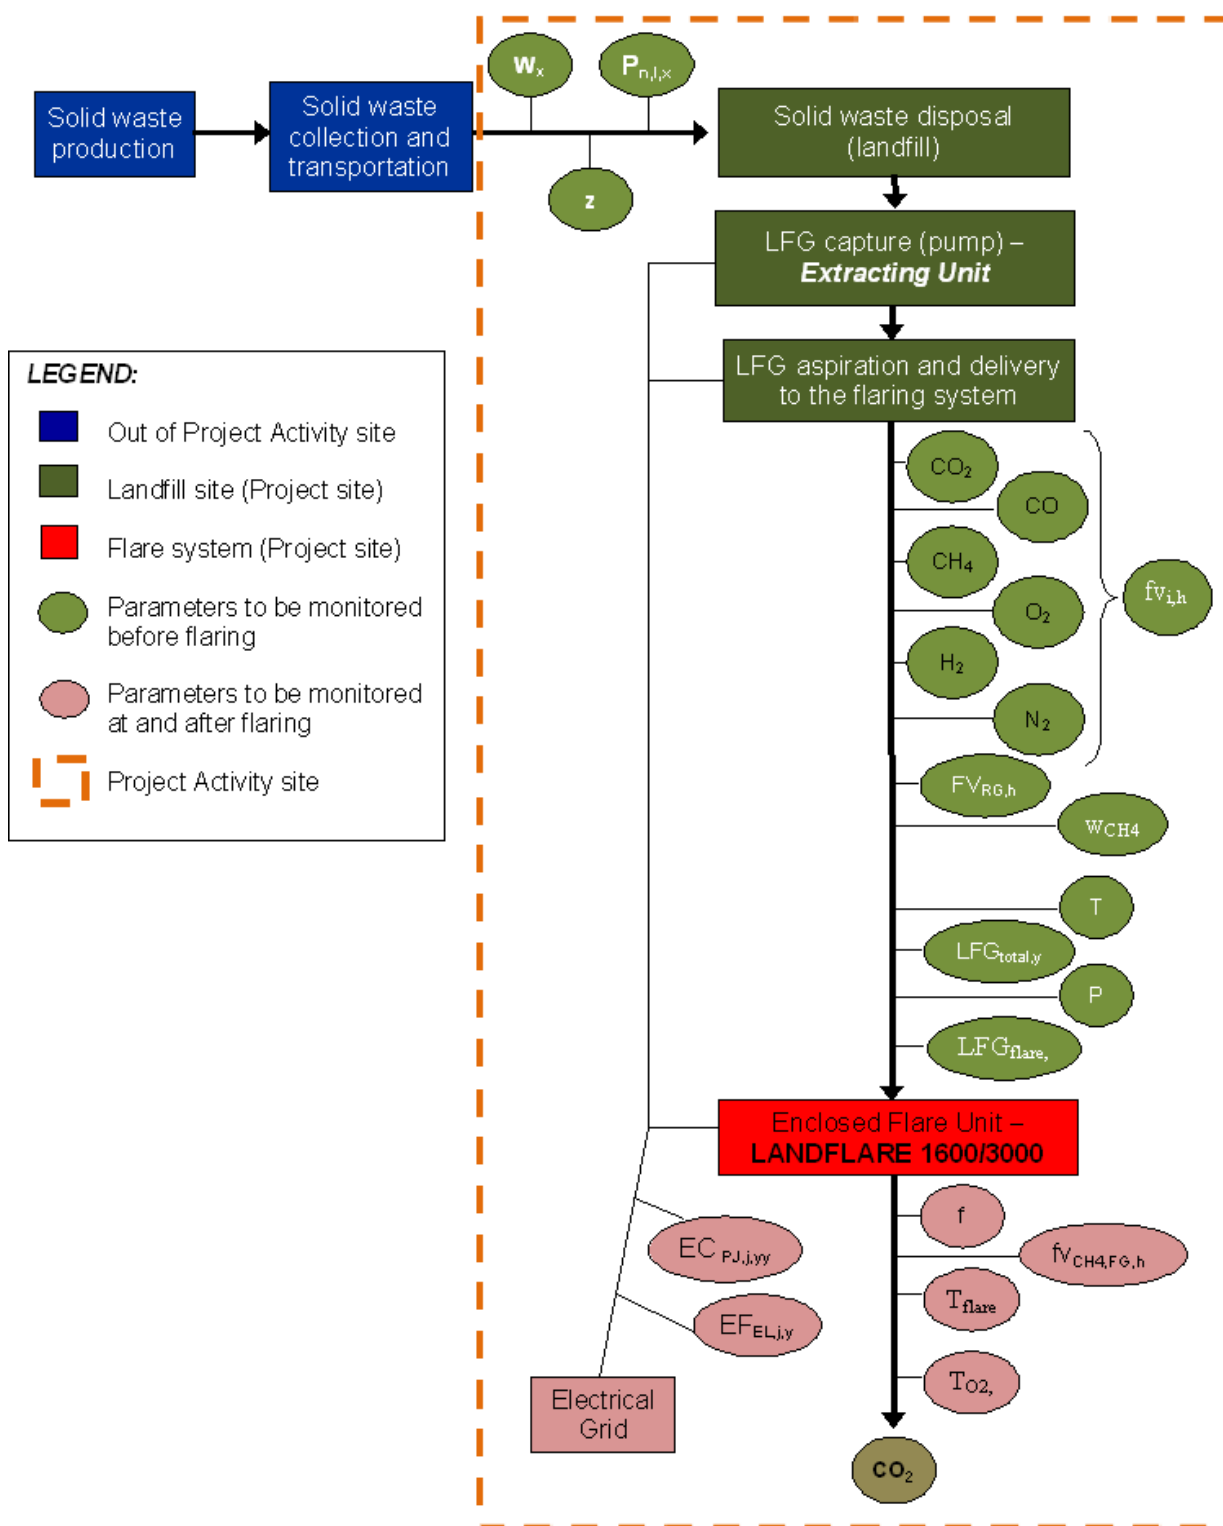 Wₓ
Pₙ,ₗ,ₓ
Solid waste
production
Solid waste
collection and
transportation
z
Solid waste disposal
(landfill)
LFG capture (pump) –
Extracting Unit
LFG aspiration and delivery
to the flaring system
LEGEND:
Out of Project Activity site
Landfill site (Project site)
Flare system (Project site)
Parameters to be monitored
before flaring
Parameters to be monitored
at and after flaring
Project Activity site
CO₂
CO
CH₄
O₂
H₂
N₂
fvi,h
FVRG,h
wCH4
T
LFGtotal,y
P
LFGflare,
Enclosed Flare Unit –
LANDFLARE 1600/3000
f
fvCH4,FG,h
Tflare
TO2,
EC PJ,j,yy
EFEL,j,y
Electrical
Grid
CO₂